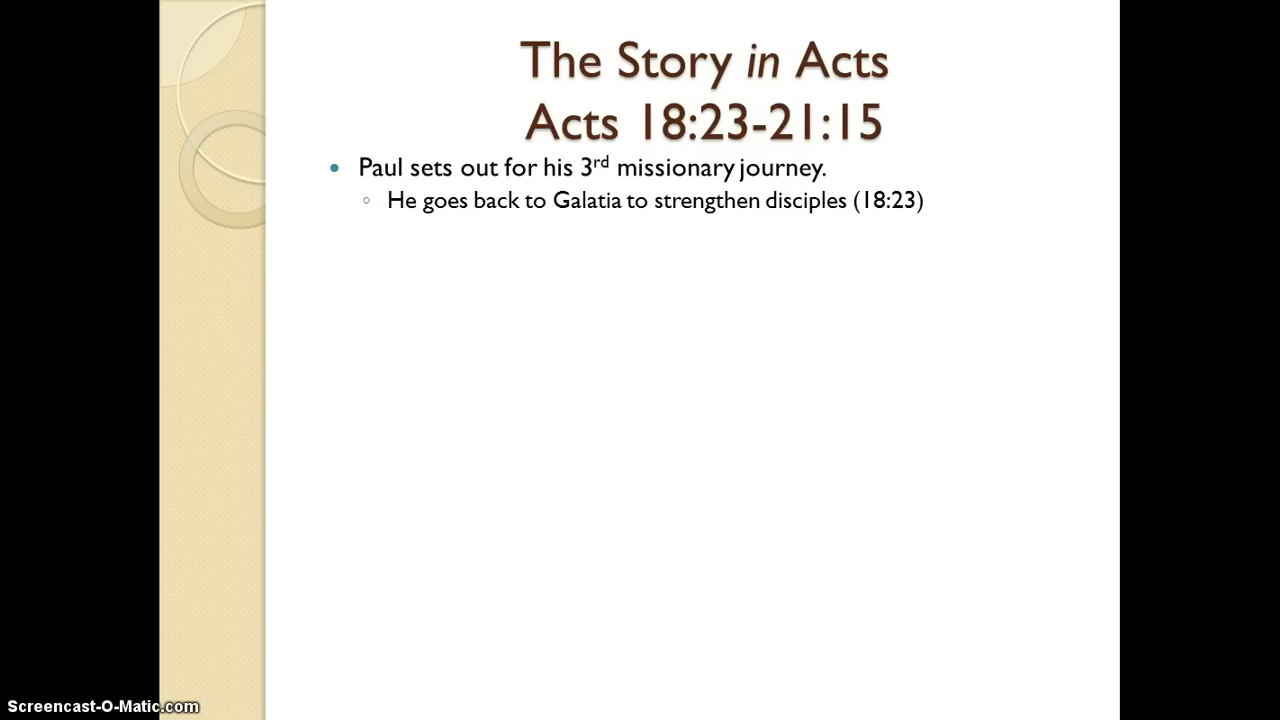 The Story in Acts
Acts 18:23-21:15
• Paul sets out for his 3rd missionary journey.
◦ He goes back to Galatia to strengthen disciples (18:23)
Screencast-O-Matic.com